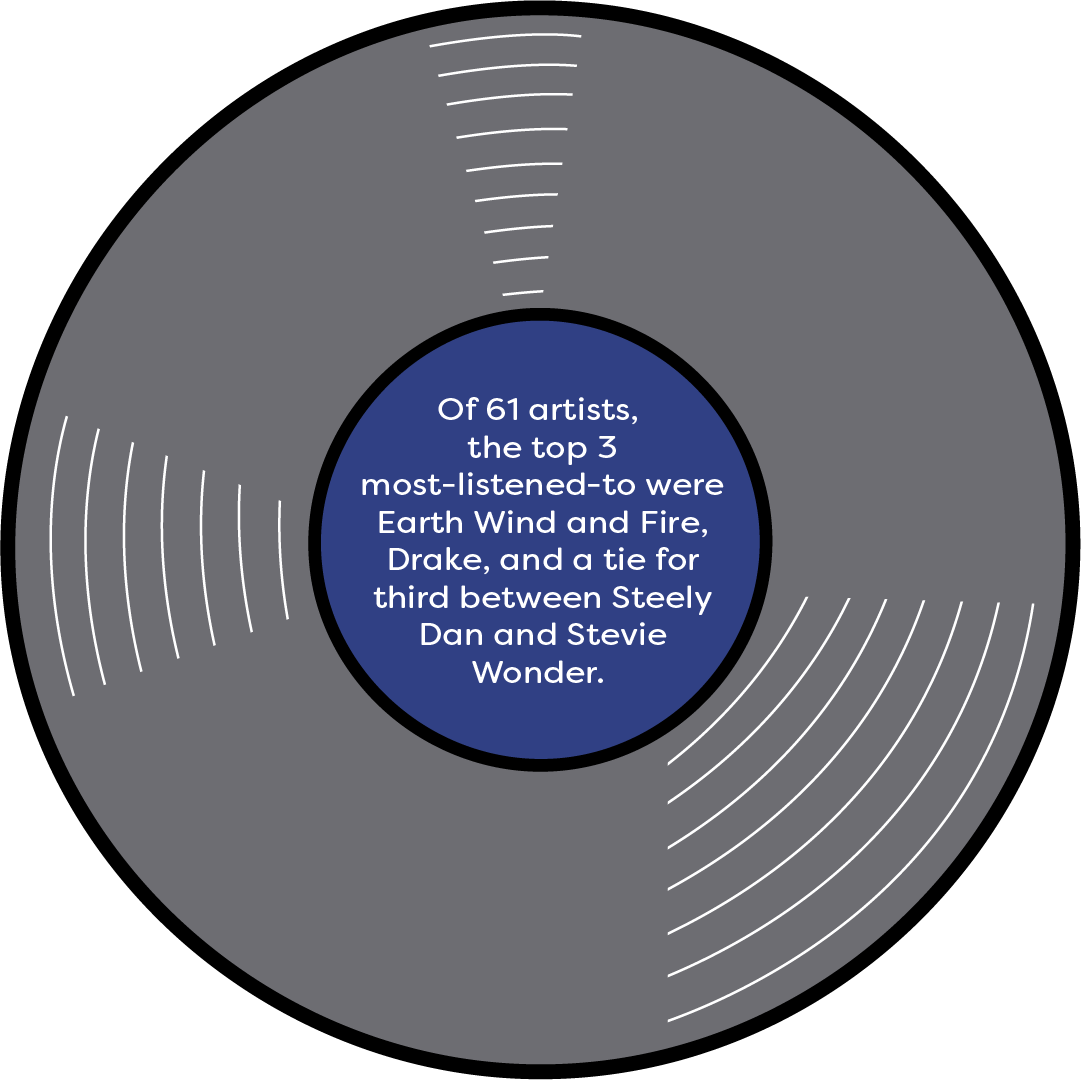 Of 61 artists,
the top 3
most-listened-to were
Earth Wind and Fire,
Drake, and a tie for
third between Steely
Dan and Stevie
Wonder.